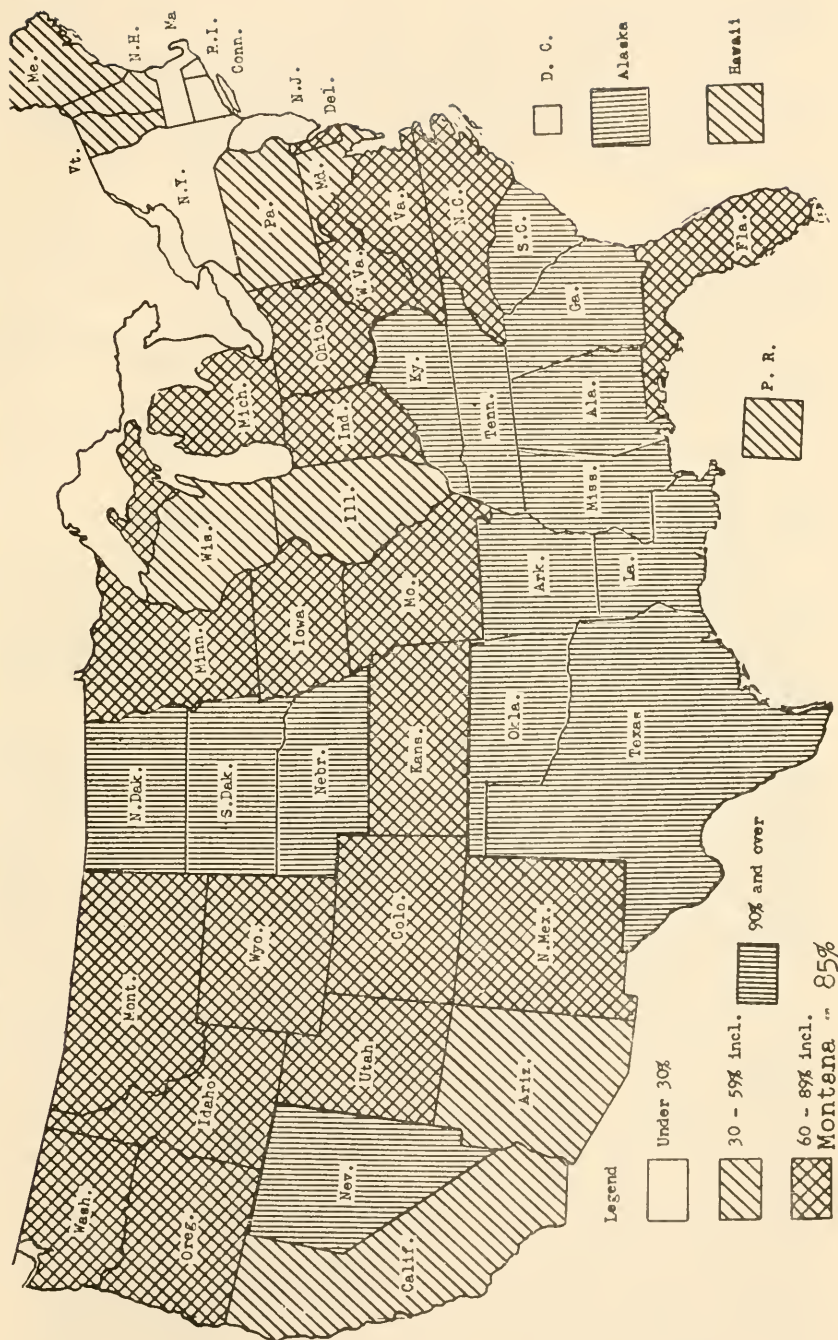 Wash.
Oreg.
Calif.
Nev.
Idaho
Mont.
Wyo.
Utah
Ariz.
Colo.
N.Mex.
N.Dak.
S.Dak.
Nebr.
Kans.
Okla.
Texas
Minn.
Iowa
Mo.
Ark.
La.
Wis.
Ill.
Mich.
Ind.
Ohio
Ky.
Tenn.
Miss.
Ala.
Ga.
Fla.
S.C.
N.C.
Va.
W.Va.
Md.
Del.
Pa.
N.J.
N.Y.
Vt.
Me.
N.H.
Ma
R.I.
Conn.
D. C.
Alaska
Hawaii
P. R.
Legend
Under 30%
30 - 59% incl.
60 - 89% incl.
90% and over
Montana - 85%